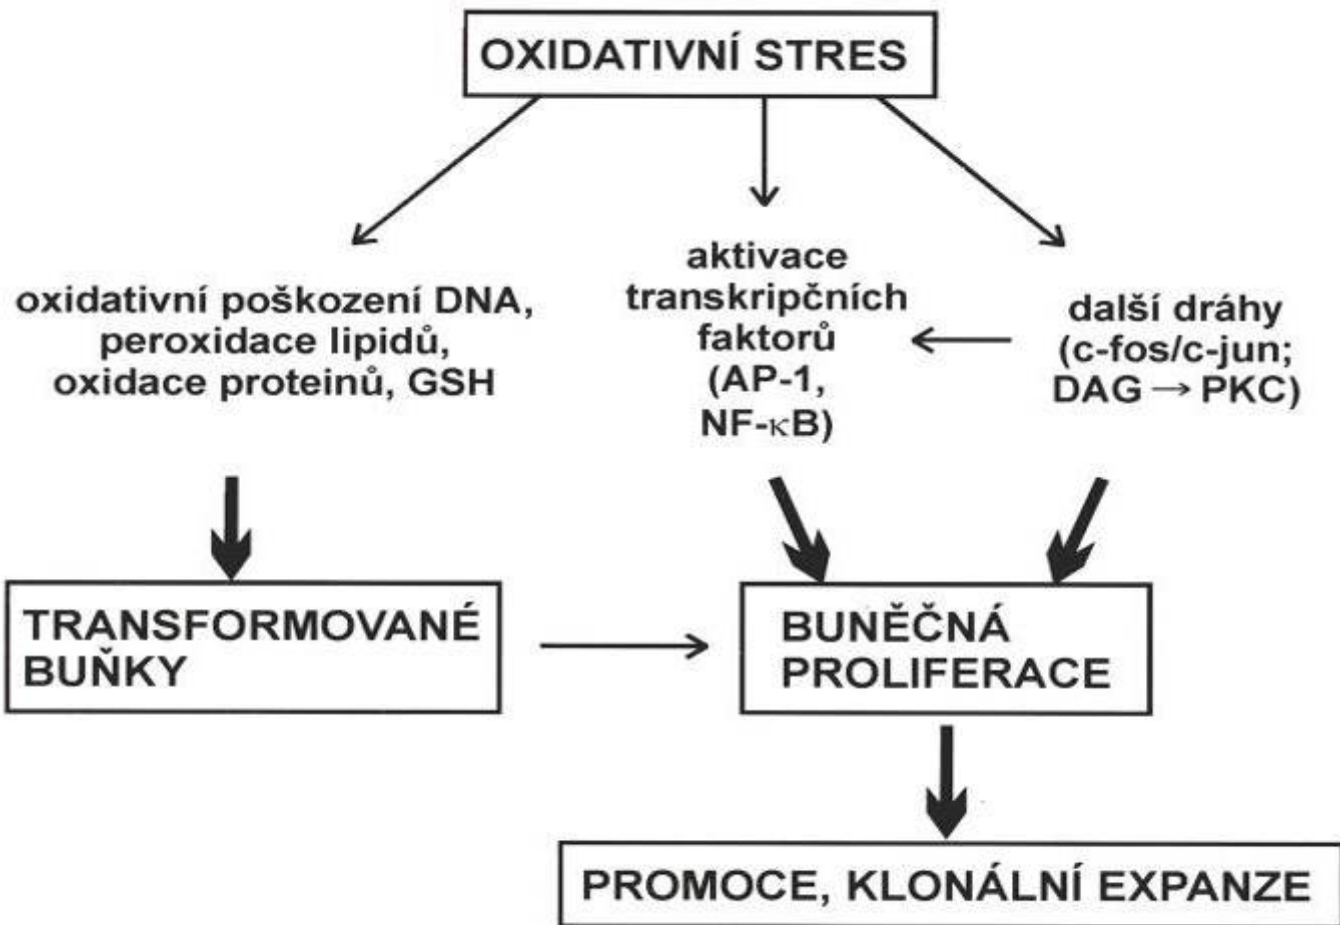 OXIDATIVNÍ STRES
oxidativní poškození DNA,
peroxidace lipidů,
oxidace proteinů, GSH
aktivace
transkripčních
faktorů
(AP-1,
NF-κB)
další dráhy
(c-fos/c-jun;
DAG → PKC)
TRANSFORMOVANÉ
BUŇKY
BUNĚČNÁ
PROLIFERACE
PROMOCE, KLONÁLNÍ EXPANZE